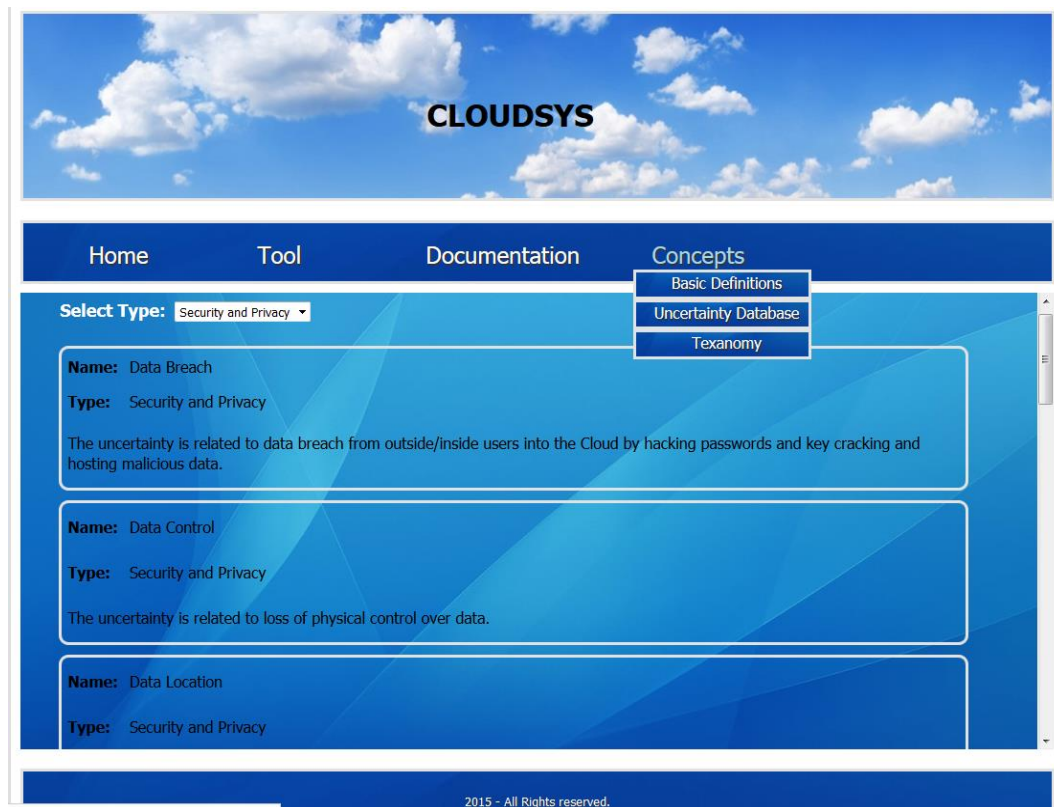 CLOUDSYS
Home Tool Documentation Concepts
Basic Definitions
Uncertainty Database
Texanomy
Select Type: Security and Privacy
Name: Data Breach
Type: Security and Privacy
The uncertainty is related to data breach from outside/inside users into the Cloud by hacking passwords and key cracking and
hosting malicious data.
Name: Data Control
Type: Security and Privacy
The uncertainty is related to loss of physical control over data.
Name: Data Location
Type: Security and Privacy
2015 - All Rights reserved.